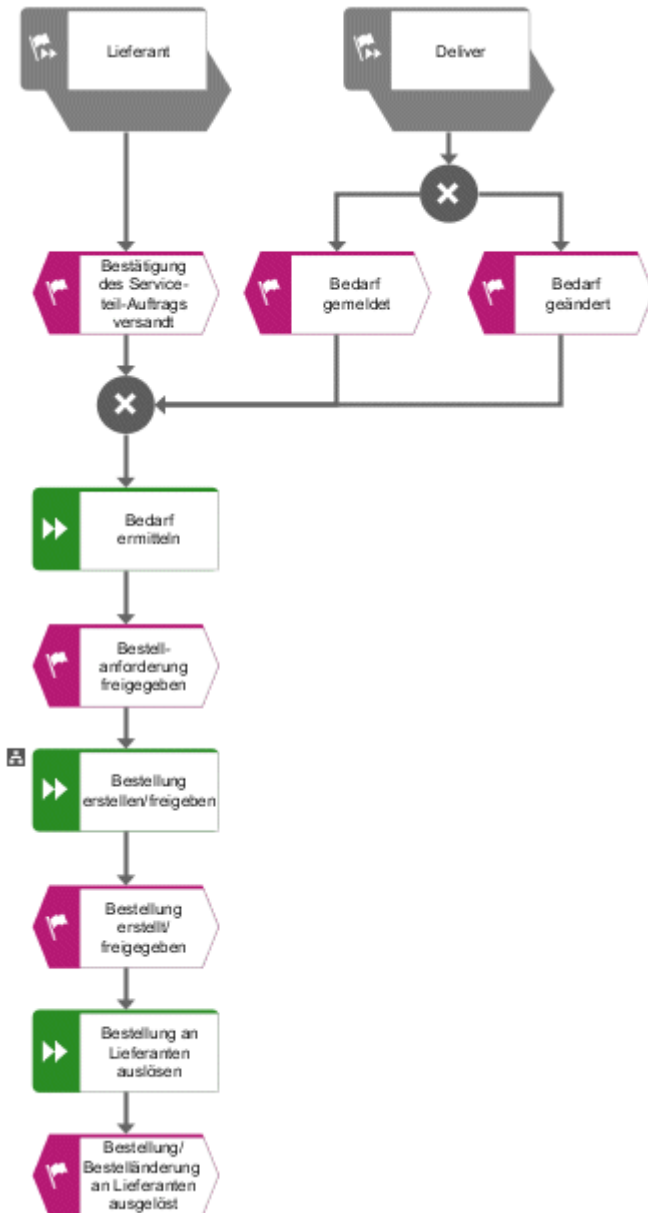 Lieferant
Deliver
Bestätigung
des Service-
teil-Auftrags
versandt
Bedarf
gemeldet
Bedarf
geändert
Bedarf
ermitteln
Bestell-
anforderung
freigegeben
Bestellung
erstellen/freigeben
Bestellung
erstellt/
freigegeben
Bestellung an
Lieferanten
auslösen
Bestellung/
Bestelländerung
an Lieferanten
ausgelöst